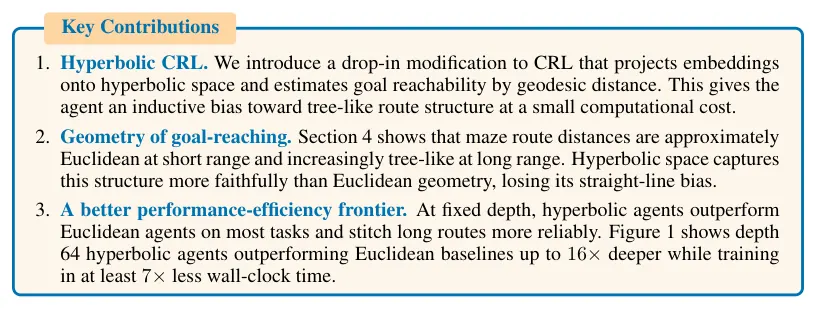 Key Contributions
1. Hyperbolic CRL. We introduce a drop-in modification to CRL that projects embeddings
onto hyperbolic space and estimates goal reachability by geodesic distance. This gives the
agent an inductive bias toward tree-like route structure at a small computational cost.
2. Geometry of goal-reaching. Section 4 shows that maze route distances are approximately
Euclidean at short range and increasingly tree-like at long range. Hyperbolic space captures
this structure more faithfully than Euclidean geometry, losing its straight-line bias.
3. A better performance-efficiency frontier. At fixed depth, hyperbolic agents outperform
Euclidean agents on most tasks and stitch long routes more reliably. Figure 1 shows depth
64 hyperbolic agents outperforming Euclidean baselines up to 16× deeper while training
in at least 7× less wall-clock time.